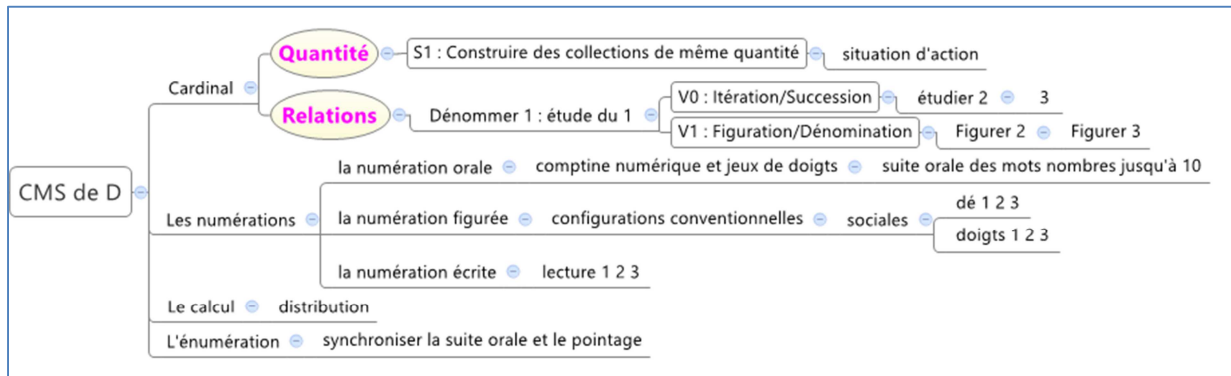 CMS de D
Cardinal
Quantité
S1 : Construire des collections de même quantité
situation d'action
Relations
Dénommer 1 : étude du 1
V0 : Itération/Succession
étudier 2
3
V1 : Figuration/Dénomination
Figurer 2
Figurer 3
Les numérations
la numération orale
comptine numérique et jeux de doigts
suite orale des mots nombres jusqu'à 10
la numération figurée
configurations conventionnelles
sociales
dé 1 2 3
doigts 1 2 3
la numération écrite
lecture 1 2 3
Le calcul
distribution
L'énumération
synchroniser la suite orale et le pointage